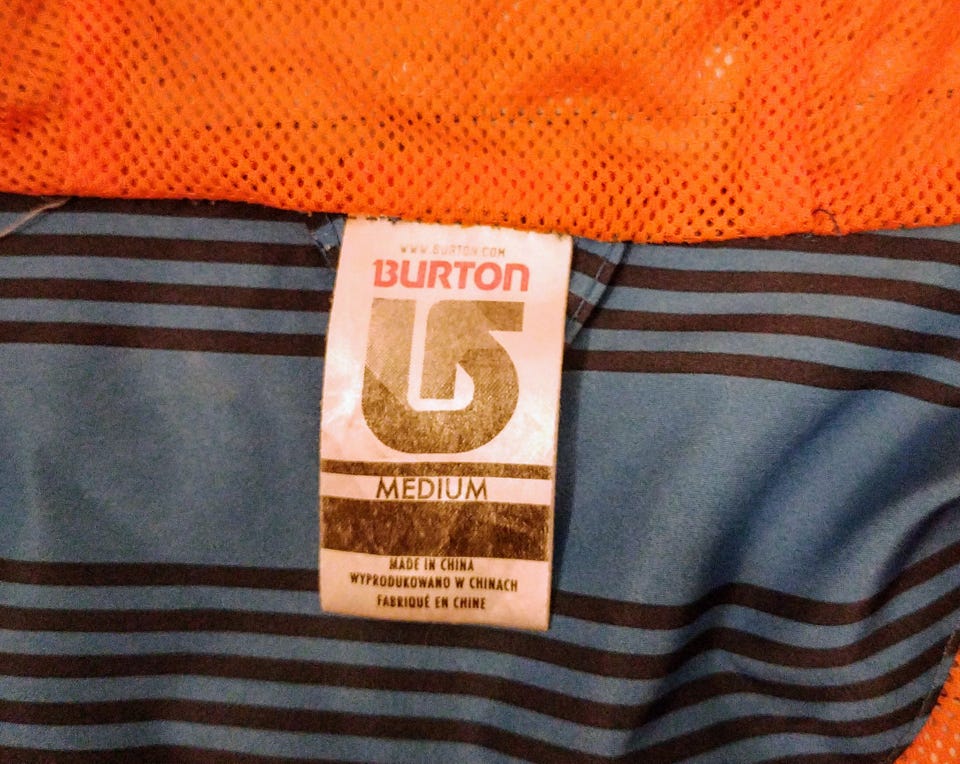 WWW.BURTON.COM
BURTON
MEDIUM
MADE IN CHINA
WYPRODUKOWANO W CHINACH
FABRIQUÉ EN CHINE